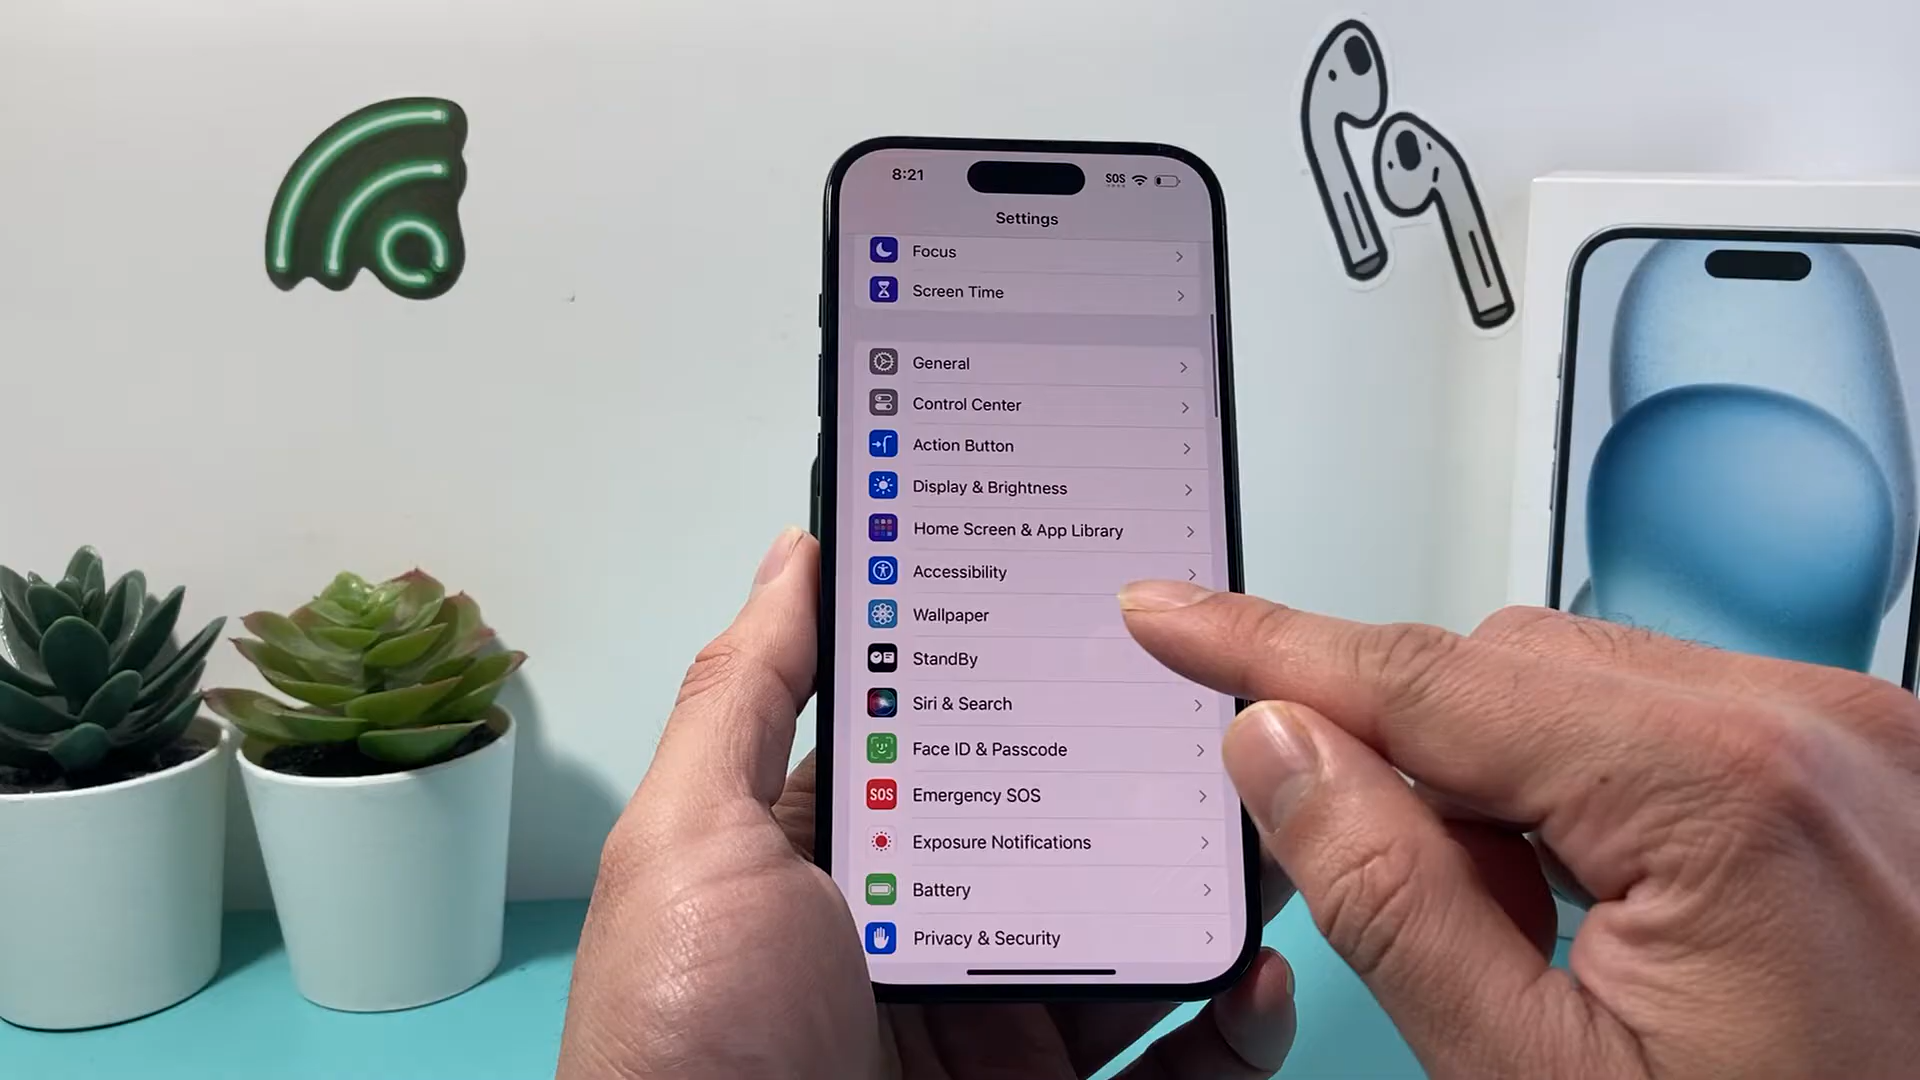 8:21
SOS
Settings
Focus
Screen Time
General
Control Center
Action Button
Display & Brightness
Home Screen & App Library
Accessibility
Wallpaper
StandBy
Siri & Search
Face ID & Passcode
SOS Emergency SOS
Exposure Notifications
Battery
Privacy & Security